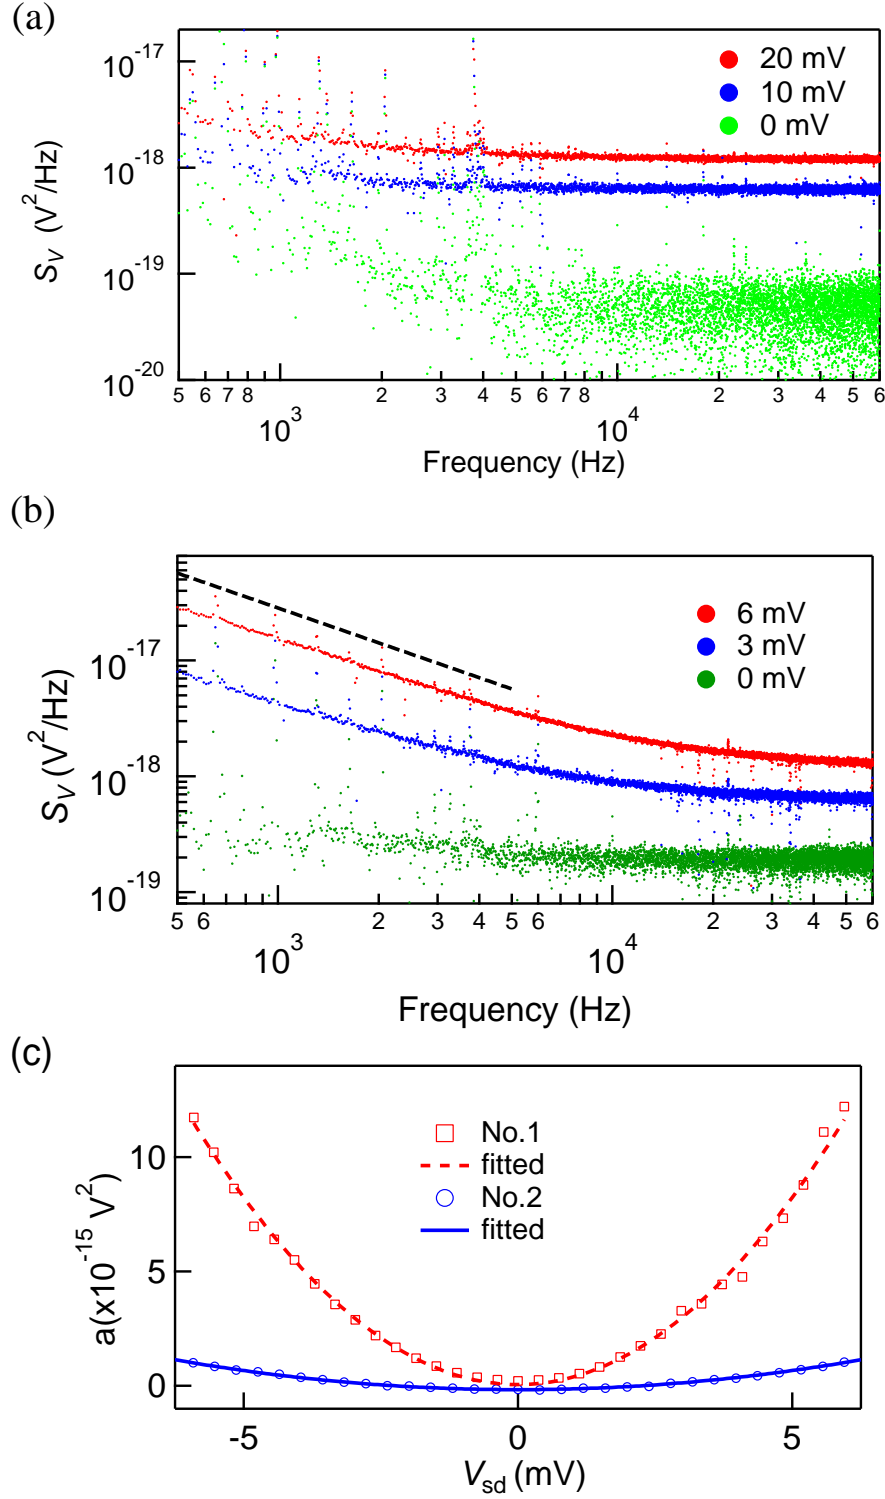 (a)
S_V (V^2/Hz)
10^-17
10^-18
10^-19
10^-20
20 mV
10 mV
0 mV
5 6 7 8 2 3 4 5 6 7 8 2 3 4 5 6
10^3 10^4
Frequency (Hz)
(b)
S_V (V^2/Hz)
10^-17
10^-18
10^-19
6 mV
3 mV
0 mV
5 6 2 3 4 5 6 2 3 4 5 6
10^3 10^4
Frequency (Hz)
(c)
a(x10^-15 V^2)
10
5
0
No.1
fitted
No.2
fitted
-5 0 5
V_sd (mV)